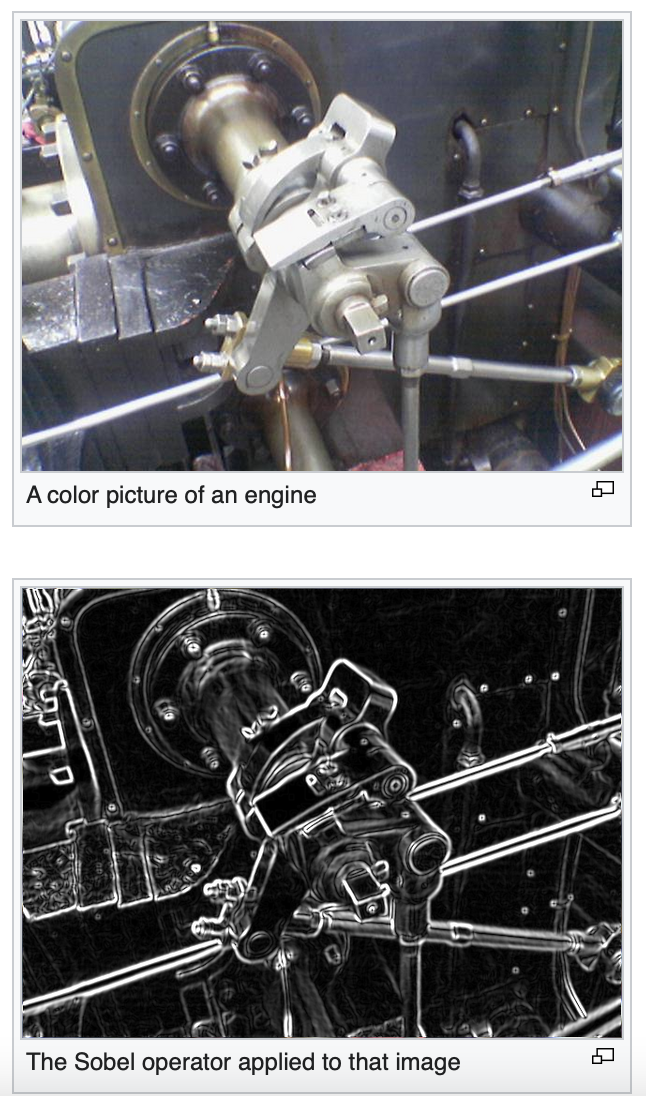 A color picture of an engine
The Sobel operator applied to that image